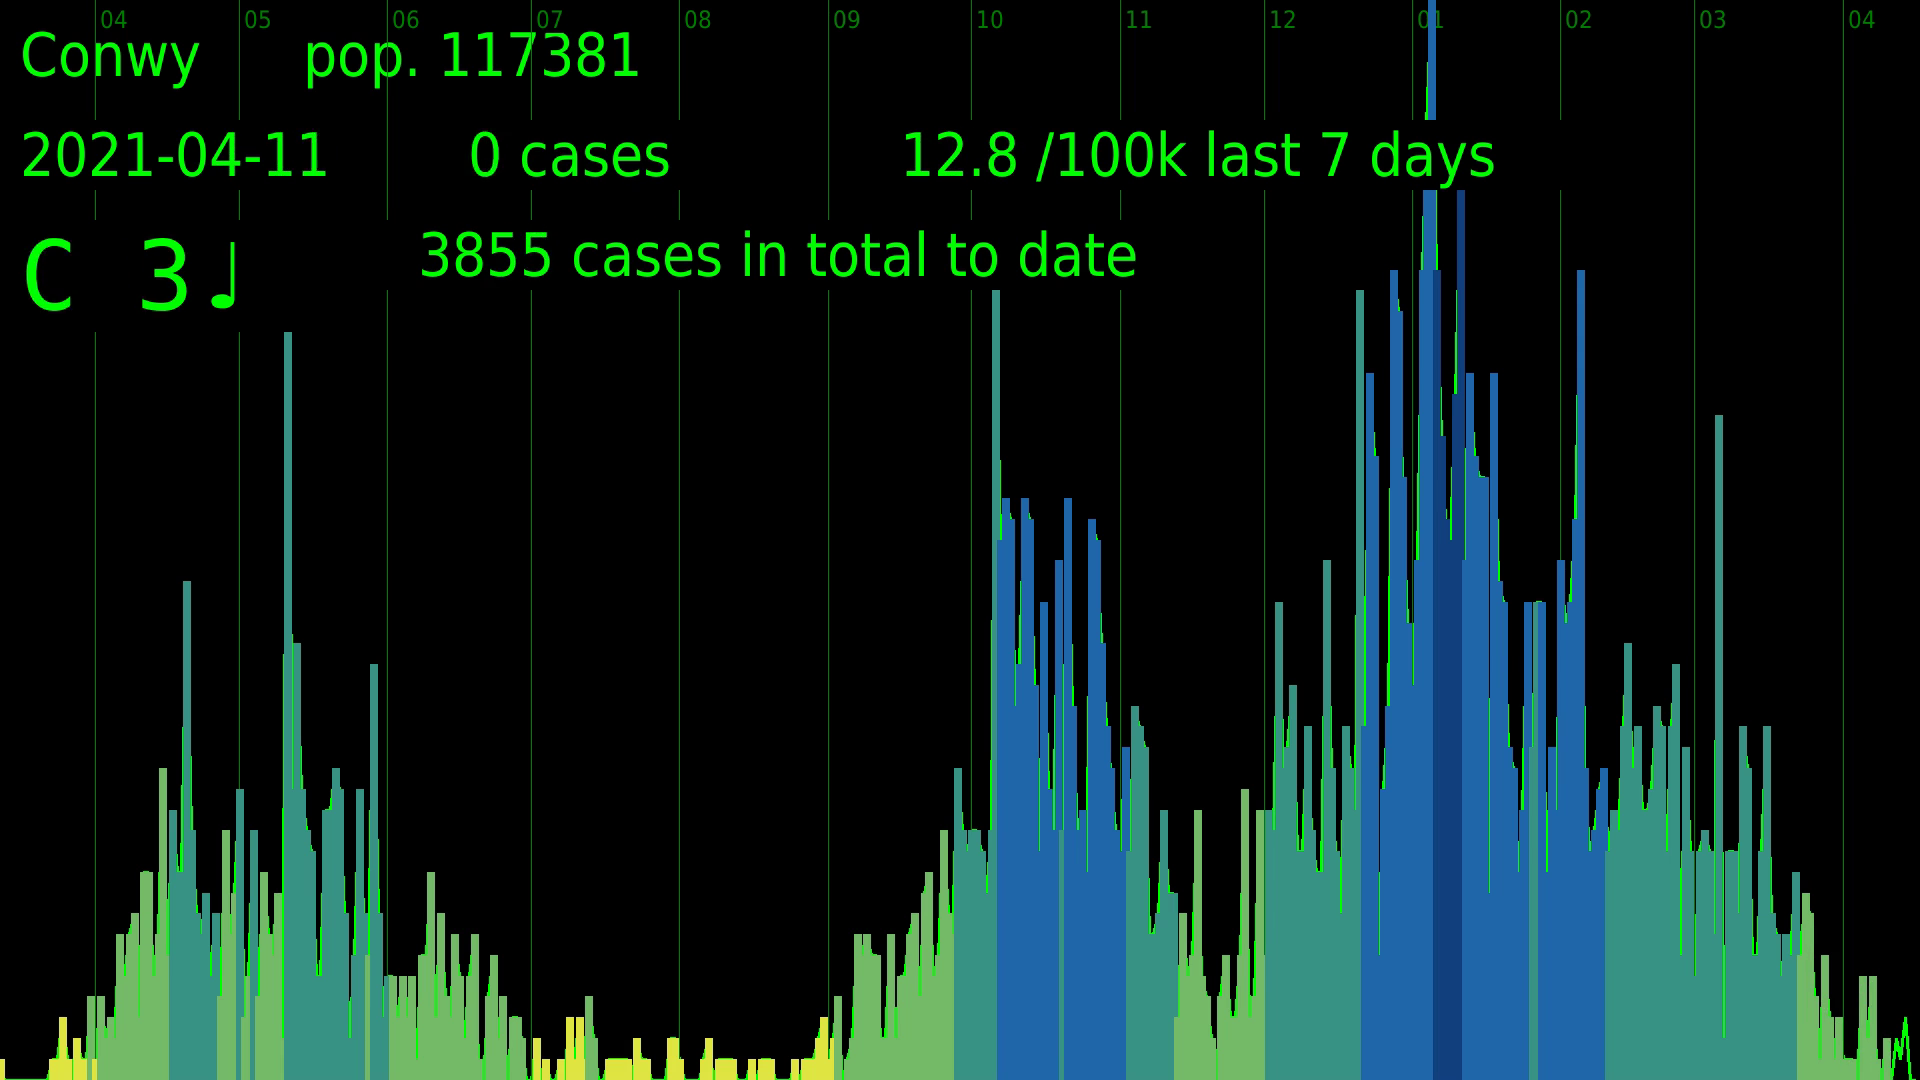 04 05 06 07 08 09 10 11 12 01 02 03 04
Conwy pop. 117381
2021-04-11 0 cases 12.8 /100k last 7 days
C 3♩ 3855 cases in total to date